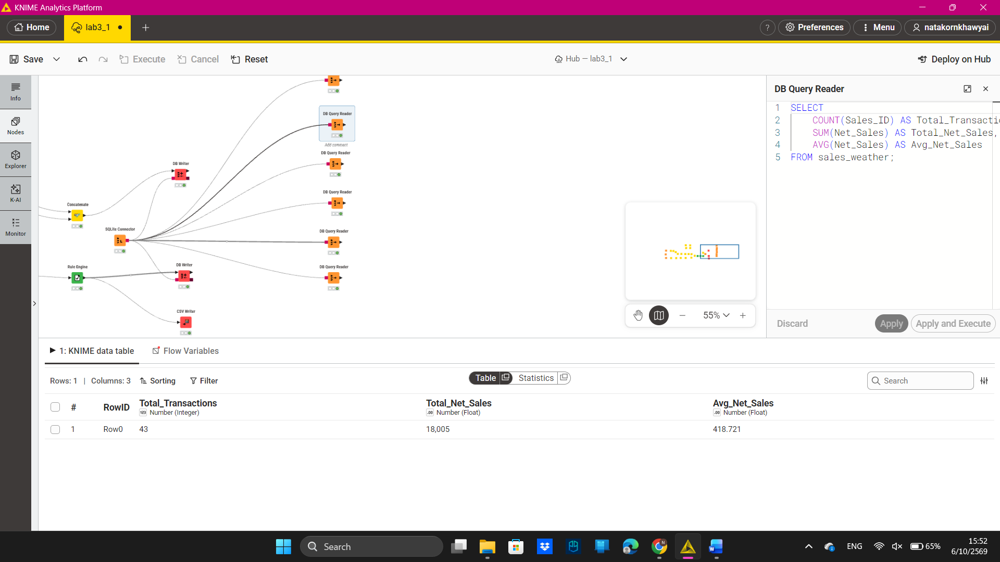 KNIME Analytics Platform
Home
lab3_1
?
Preferences
Menu
natakornkhawyai
Save
Execute
Cancel
Reset
Hub — lab3_1
Deploy on Hub
Info
Nodes
Explorer
K-AI
Monitor
DB Query Reader
Add comment
DB Query Reader
DB Query Reader
DB Query Reader
DB Query Reader
DB Writer
Concatenate
SQLite Connector
Rule Engine
DB Writer
CSV Writer
55%
DB Query Reader
1 SELECT
2 COUNT(Sales_ID) AS Total_Transacti
3 SUM(Net_Sales) AS Total_Net_Sales,
4 AVG(Net_Sales) AS Avg_Net_Sales
5 FROM sales_weather;
Discard
Apply
Apply and Execute
1: KNIME data table
Flow Variables
Rows: 1 | Columns: 3
Sorting
Filter
Table
Statistics
Search
# RowID Total_Transactions Total_Net_Sales Avg_Net_Sales
123 Number (Integer) .00 Number (Float) .00 Number (Float)
1 Row0 43 18,005 418.721
Search
ENG
65%
15:52
6/10/2569